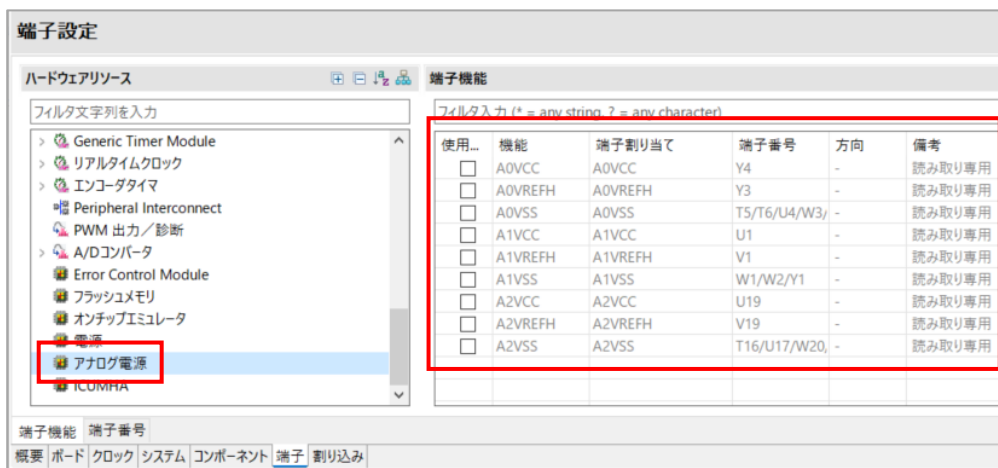 端子設定
ハードウェアリソース
端子機能
フィルタ文字列を入力
フィルタ入力 (* = any string, ? = any character)
Generic Timer Module
リアルタイムクロック
エンコーダタイマ
Peripheral Interconnect
PWM 出力／診断
A/Dコンバータ
Error Control Module
フラッシュメモリ
オンチップエミュレータ
電源
アナログ電源
ICUMHA
使用... 機能 端子割り当て 端子番号 方向 備考
A0VCC A0VCC Y4 - 読み取り専用
A0VREFH A0VREFH Y3 - 読み取り専用
A0VSS A0VSS T5/T6/U4/W3/ - 読み取り専用
A1VCC A1VCC U1 - 読み取り専用
A1VREFH A1VREFH V1 - 読み取り専用
A1VSS A1VSS W1/W2/Y1 - 読み取り専用
A2VCC A2VCC U19 - 読み取り専用
A2VREFH A2VREFH V19 - 読み取り専用
A2VSS A2VSS T16/U17/W20, - 読み取り専用
端子機能 端子番号
概要 ボード クロック システム コンポーネント 端子 割り込み